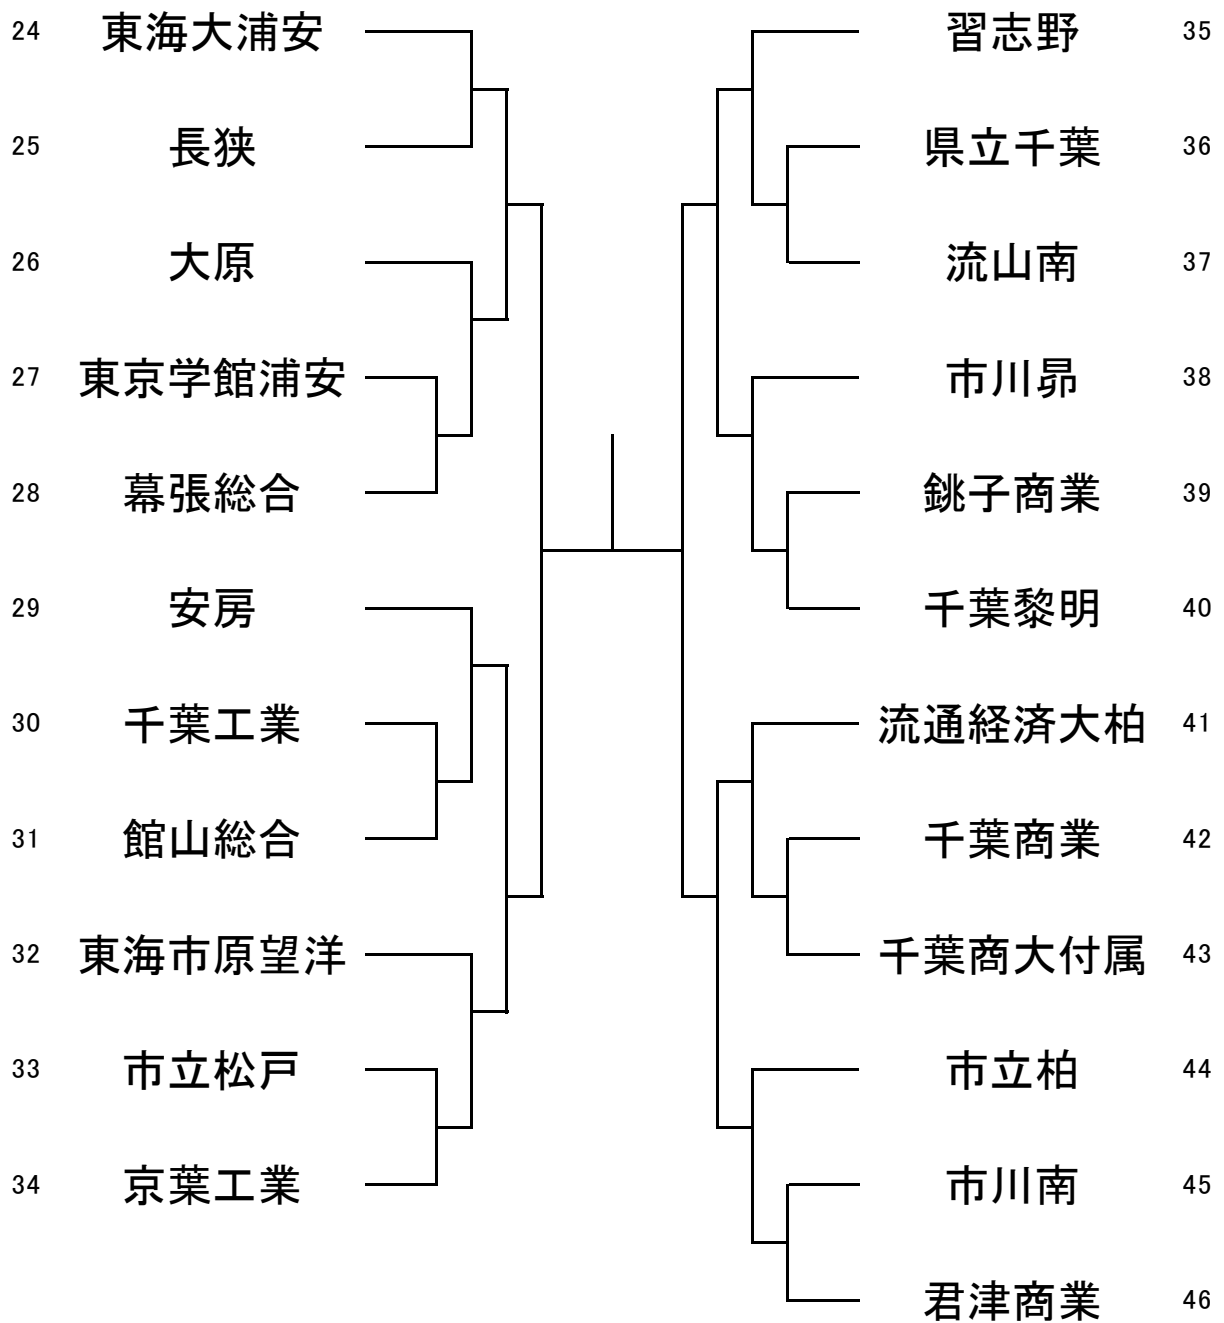 24 東海大浦安
25 長狭
26 大原
27 東京学館浦安
28 幕張総合
29 安房
30 千葉工業
31 館山総合
32 東海市原望洋
33 市立松戸
34 京葉工業
習志野 35
県立千葉 36
流山南 37
市川昴 38
銚子商業 39
千葉黎明 40
流通経済大柏 41
千葉商業 42
千葉商大付属 43
市立柏 44
市川南 45
君津商業 46